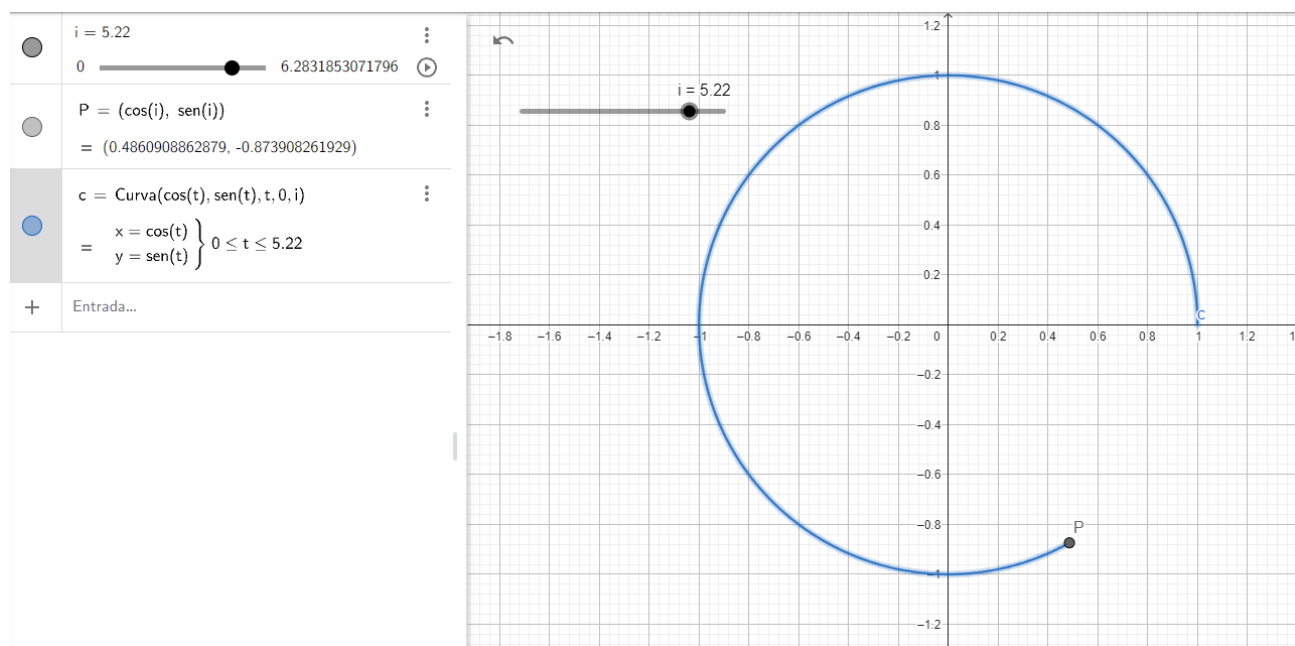 i = 5.22
0 6.2831853071796
P = (cos(i), sen(i))
= (0.4860908862879, -0.873908261929)
c = Curva(cos(t), sen(t), t, 0, i)
= x = cos(t) } 0 ≤ t ≤ 5.22
y = sen(t)
+ Entrada...
i = 5.22
1.2
1
0.8
0.6
0.4
0.2
c
−1.8 −1.6 −1.4 −1.2 −1 −0.8 −0.6 −0.4 −0.2 0 0.2 0.4 0.6 0.8 1 1.2 1
−0.2
−0.4
−0.6
−0.8
P
−1
−1.2